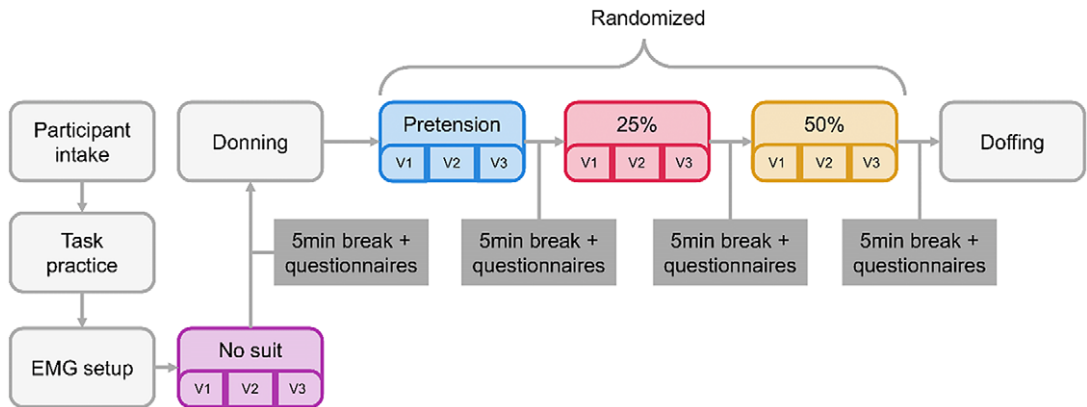 Randomized
Participant
intake
Task
practice
EMG setup
No suit
V1 V2 V3
5min break +
questionnaires
Donning
Pretension
V1 V2 V3
5min break +
questionnaires
25%
V1 V2 V3
5min break +
questionnaires
50%
V1 V2 V3
5min break +
questionnaires
Doffing